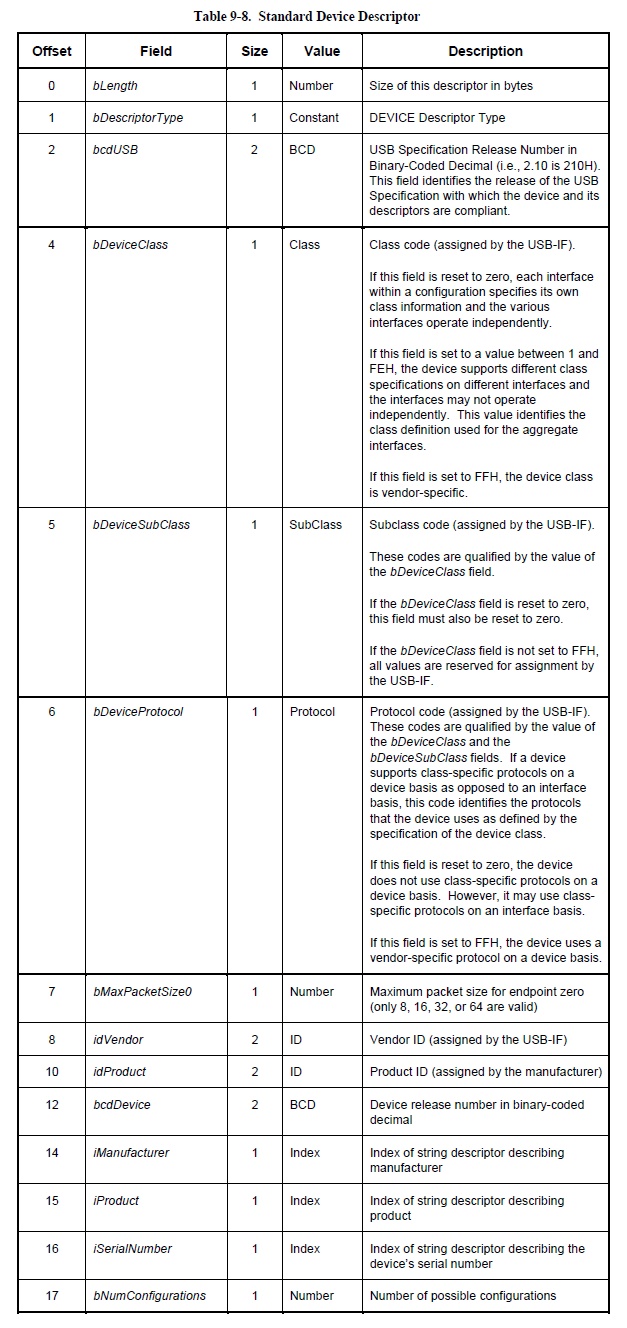 Table 9-8. Standard Device Descriptor
Offset Field Size Value Description
0 bLength 1 Number Size of this descriptor in bytes
1 bDescriptorType 1 Constant DEVICE Descriptor Type
2 bcdUSB 2 BCD USB Specification Release Number in
Binary-Coded Decimal (i.e., 2.10 is 210H).
This field identifies the release of the USB
Specification with which the device and its
descriptors are compliant.
4 bDeviceClass 1 Class Class code (assigned by the USB-IF).
If this field is reset to zero, each interface
within a configuration specifies its own
class information and the various
interfaces operate independently.
If this field is set to a value between 1 and
FEH, the device supports different class
specifications on different interfaces and
the interfaces may not operate
independently. This value identifies the
class definition used for the aggregate
interfaces.
If this field is set to FFH, the device class
is vendor-specific.
5 bDeviceSubClass 1 SubClass Subclass code (assigned by the USB-IF).
These codes are qualified by the value of
the bDeviceClass field.
If the bDeviceClass field is reset to zero,
this field must also be reset to zero.
If the bDeviceClass field is not set to FFH,
all values are reserved for assignment by
the USB-IF.
6 bDeviceProtocol 1 Protocol Protocol code (assigned by the USB-IF).
These codes are qualified by the value of
the bDeviceClass and the
bDeviceSubClass fields. If a device
supports class-specific protocols on a
device basis as opposed to an interface
basis, this code identifies the protocols
that the device uses as defined by the
specification of the device class.
If this field is reset to zero, the device
does not use class-specific protocols on a
device basis. However, it may use class-
specific protocols on an interface basis.
If this field is set to FFH, the device uses a
vendor-specific protocol on a device basis.
7 bMaxPacketSize0 1 Number Maximum packet size for endpoint zero
(only 8, 16, 32, or 64 are valid)
8 idVendor 2 ID Vendor ID (assigned by the USB-IF)
10 idProduct 2 ID Product ID (assigned by the manufacturer)
12 bcdDevice 2 BCD Device release number in binary-coded
decimal
14 iManufacturer 1 Index Index of string descriptor describing
manufacturer
15 iProduct 1 Index Index of string descriptor describing
product
16 iSerialNumber 1 Index Index of string descriptor describing the
device's serial number
17 bNumConfigurations 1 Number Number of possible configurations